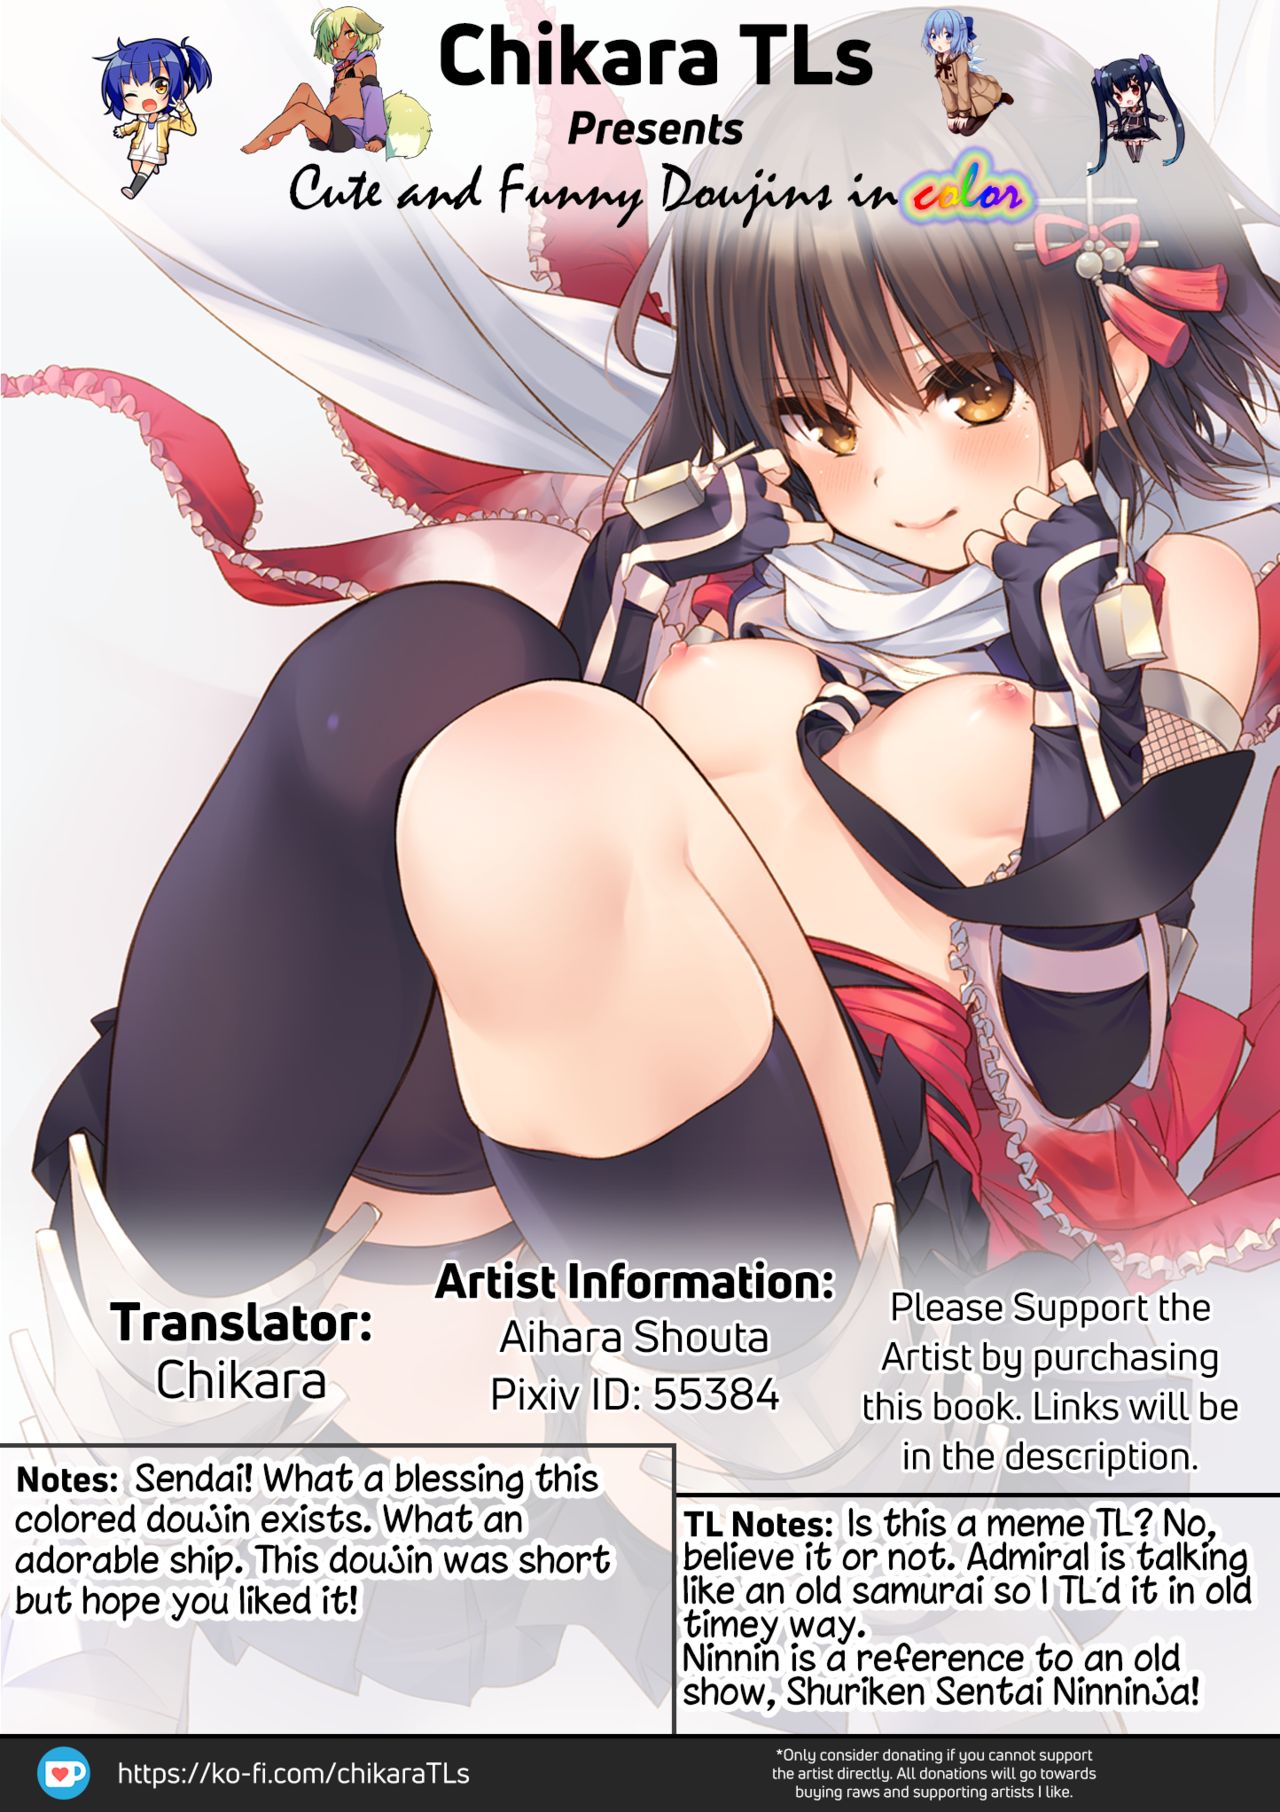 Chikara TLs
Presents
Cute and Funny Doujins in color
Translator:
Chikara
Artist Information:
Aihara Shouta
Pixiv ID: 55384
Please Support the
Artist by purchasing
this book. Links will be
in the description.
Notes: Sendai! What a blessing this
colored doujin exists. What an
adorable ship. This doujin was short
but hope you liked it!
TL Notes: Is this a meme TL? No,
believe it or not. Admiral is talking
like an old samurai so I TL'd it in old
timey way.
Ninnin is a reference to an old
show, Shuriken Sentai Ninninja!
https://ko-fi.com/chikaraTLs
*Only consider donating if you cannot support
the artist directly. All donations will go towards
buying raws and supporting artists I like.